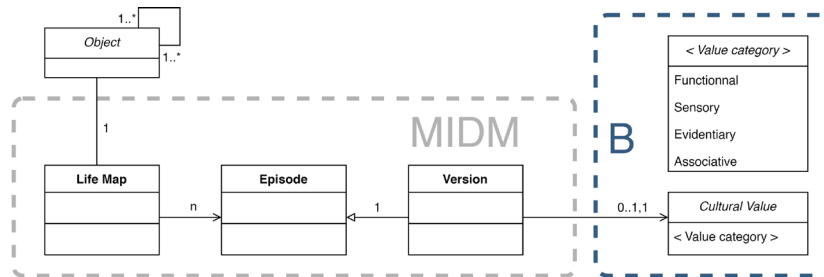 1..*
Object
1..*
< Value category >
Functionnal
Sensory
Evidentiary
Associative
1
MIDM
B
Life Map
Episode
Version
Cultural Value
n
1
0..1,1
< Value category >